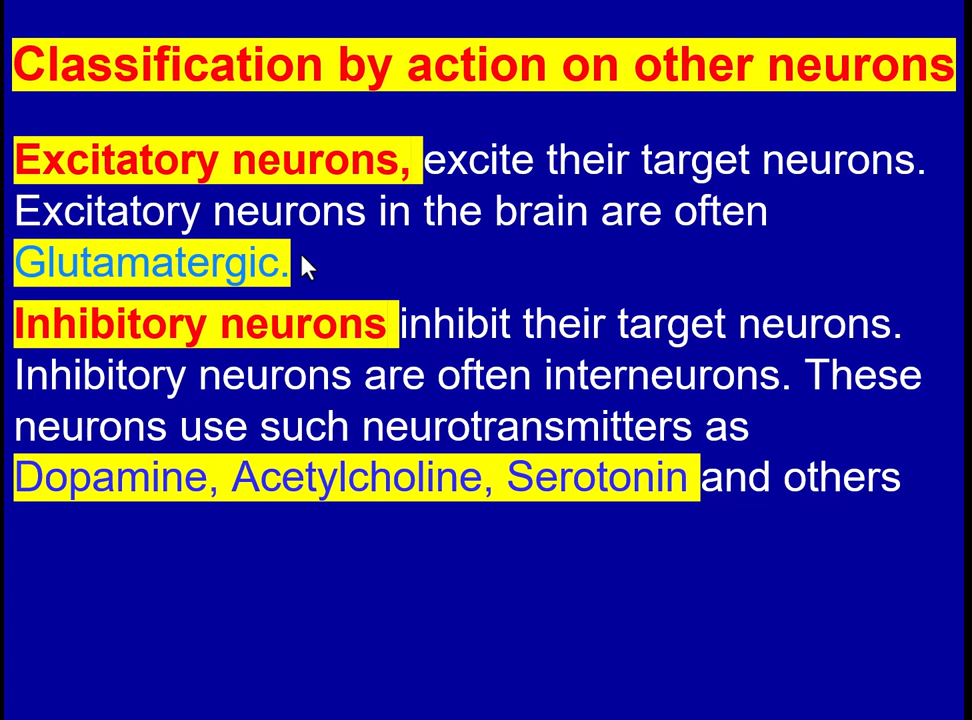 Classification by action on other neurons
Excitatory neurons, excite their target neurons.
Excitatory neurons in the brain are often
Glutamatergic.
Inhibitory neurons inhibit their target neurons.
Inhibitory neurons are often interneurons. These
neurons use such neurotransmitters as
Dopamine, Acetylcholine, Serotonin and others